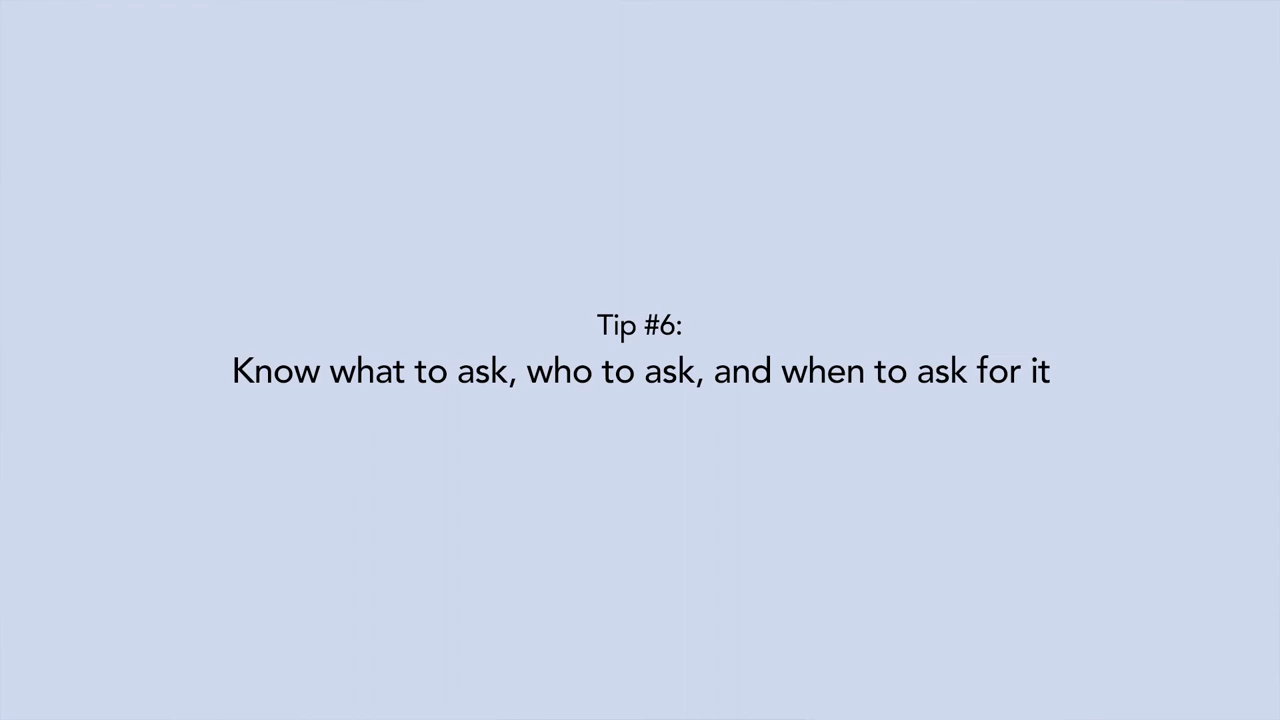 Tip #6:
Know what to ask, who to ask, and when to ask for it